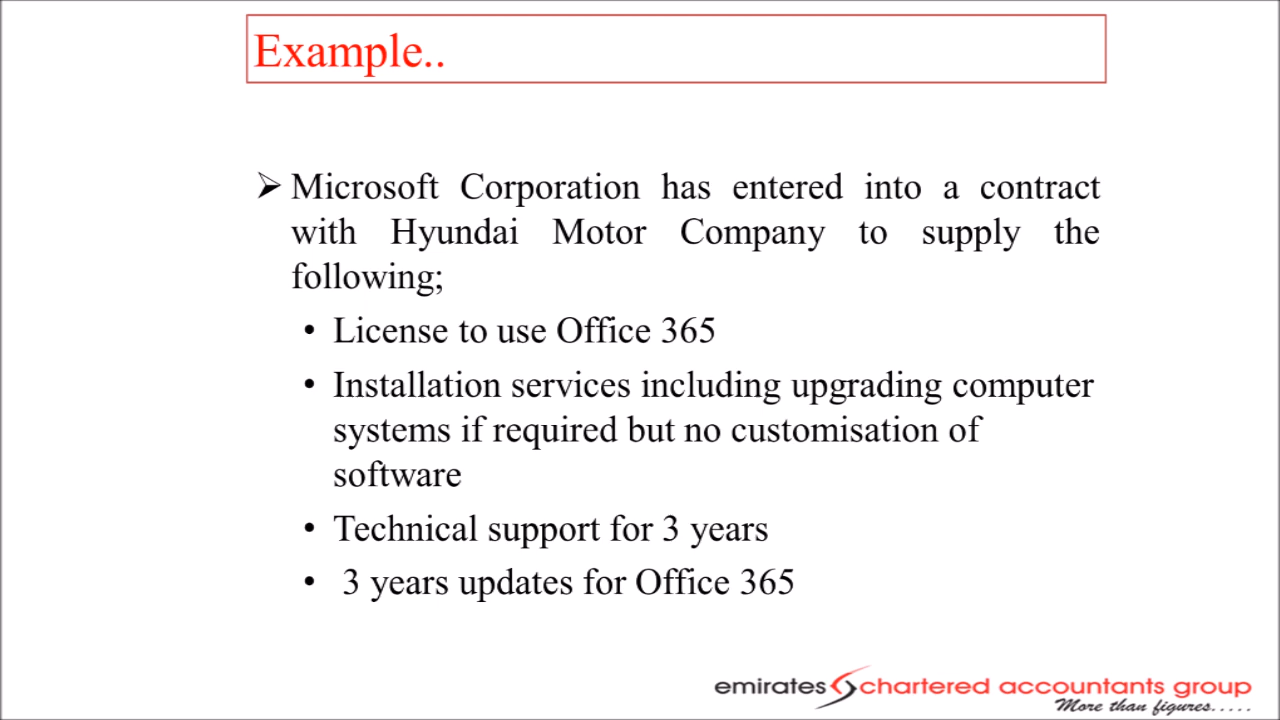 Example..
➢ Microsoft Corporation has entered into a contract
with Hyundai Motor Company to supply the
following;
• License to use Office 365
• Installation services including upgrading computer
systems if required but no customisation of
software
• Technical support for 3 years
• 3 years updates for Office 365
emirates chartered accountants group
More than figures.....